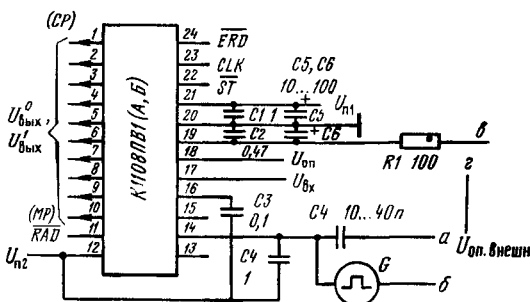 (СР)
1
2
3
4
5
6
7
8
9
10
11
12
U⁰вых,
U¹вых
(МР)
RAD
Uп2
К1108ПВ1 (А, Б)
24 ERD
23 CLK
22 ST
21
20
19
18 Uоп
17 Uвх
16
15
14
13
C1 1
C2
0,47
C5, C6
10...100
+
C5
+
C6
Uп1
R1 100
в
г
Uоп. внешн
C3
0,1
C4
1
C4 10...40п
а
G
б